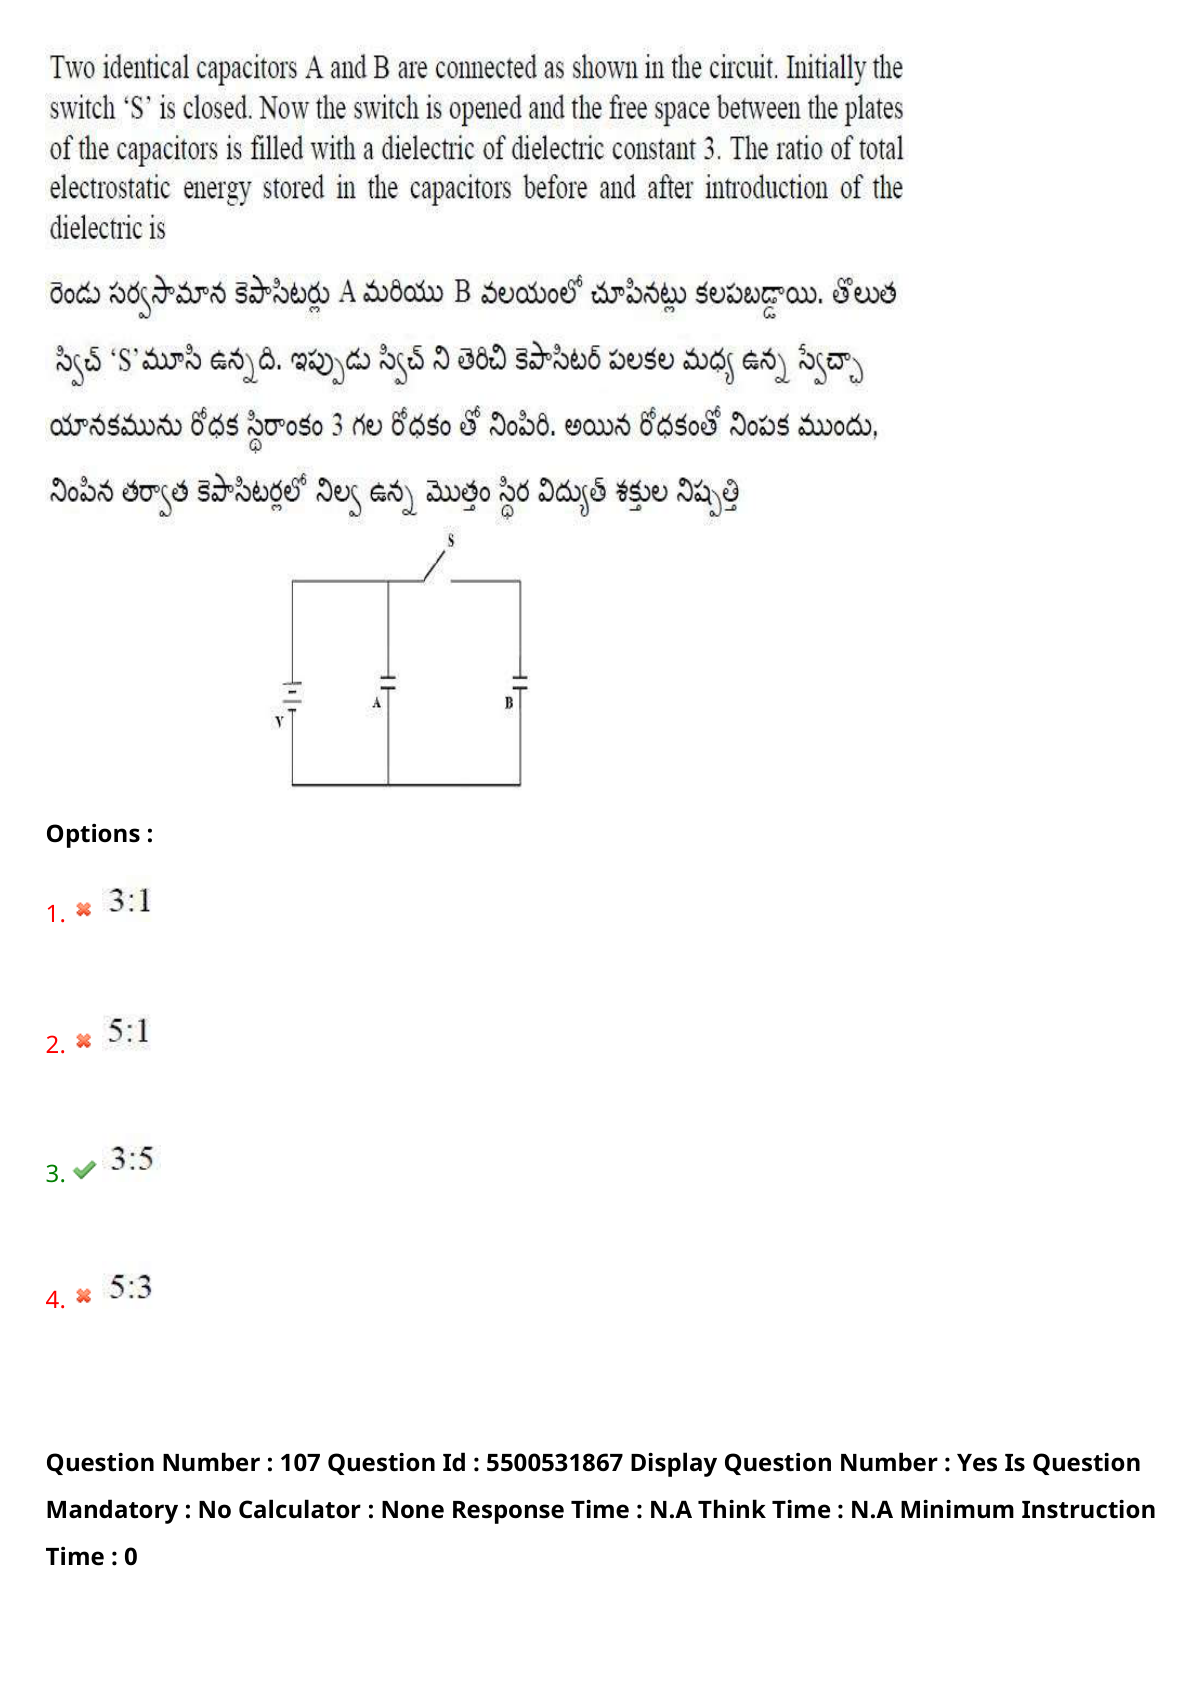 Two identical capacitors A and B are connected as shown in the circuit. Initially the
switch ‘S’ is closed. Now the switch is opened and the free space between the plates
of the capacitors is filled with a dielectric of dielectric constant 3. The ratio of total
electrostatic energy stored in the capacitors before and after introduction of the
dielectric is
రెండు సర్వసామాన కెపాసిటర్లు A మరియు B వలయంలో చూపినట్లు కలపబడ్డాయి. తొలుత
స్విచ్ ‘S’మూసి ఉన్నది. ఇప్పుడు స్విచ్ ని తెరిచి కెపాసిటర్ పలకల మధ్య ఉన్న స్వేచ్ఛా
యానకమును రోధక స్థిరాంకం 3 గల రోధకం తో నింపిరి. అయిన రోధకంతో నింపక ముందు,
నింపిన తర్వాత కెపాసిటర్లలో నిల్వ ఉన్న మొత్తం స్థిర విద్యుత్ శక్తుల నిష్పత్తి
S
A
B
V
Options :
1. 3:1
2. 5:1
3. 3:5
4. 5:3
Question Number : 107 Question Id : 5500531867 Display Question Number : Yes Is Question
Mandatory : No Calculator : None Response Time : N.A Think Time : N.A Minimum Instruction
Time : 0